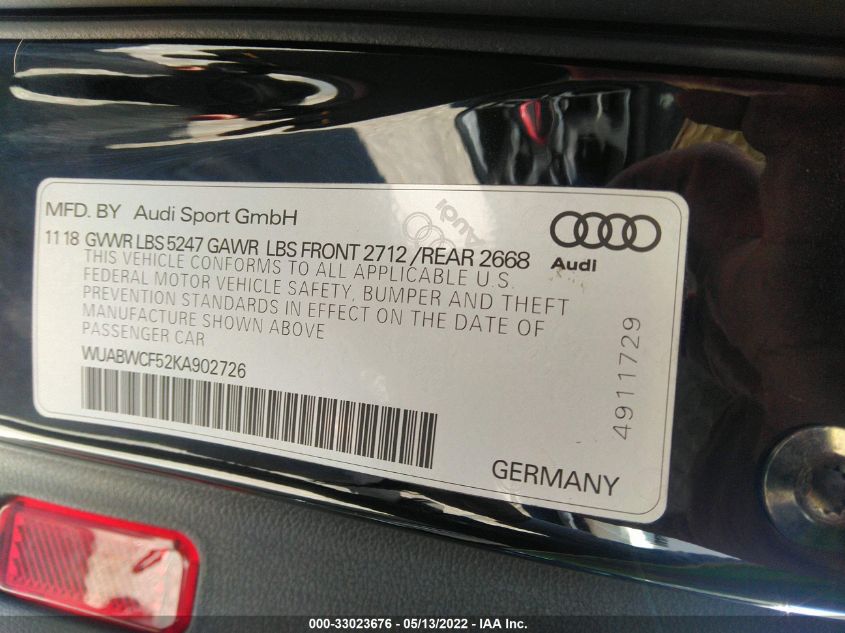 MFD. BY Audi Sport GmbH
11 18 GVWR LBS 5247 GAWR LBS FRONT 2712 /REAR 2668
THIS VEHICLE CONFORMS TO ALL APPLICABLE U.S.
FEDERAL MOTOR VEHICLE SAFETY, BUMPER AND THEFT
PREVENTION STANDARDS IN EFFECT ON THE DATE OF
MANUFACTURE SHOWN ABOVE
PASSENGER CAR
WUABWCF52KA902726
Audi
Audi
4911729
GERMANY
000-33023676 - 05/13/2022 - IAA Inc.